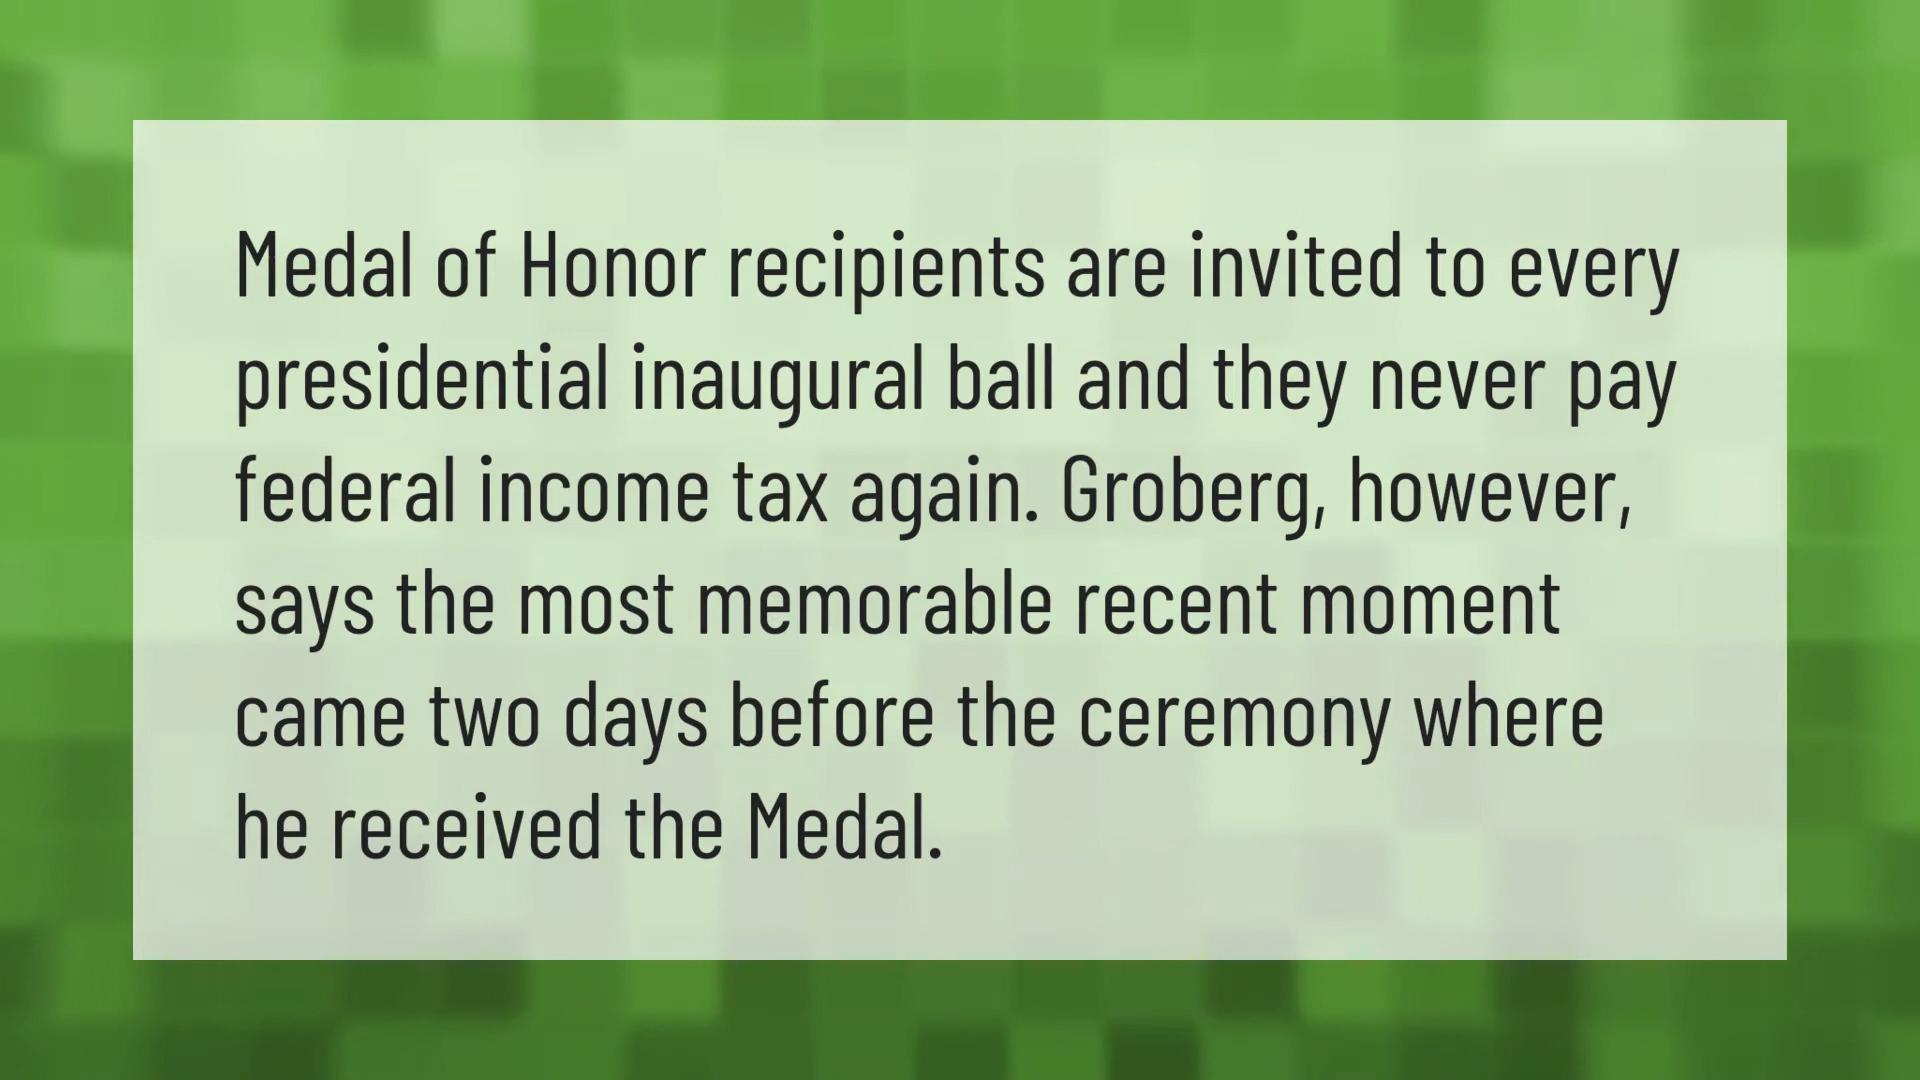 Medal of Honor recipients are invited to every
presidential inaugural ball and they never pay
federal income tax again. Groberg, however,
says the most memorable recent moment
came two days before the ceremony where
he received the Medal.